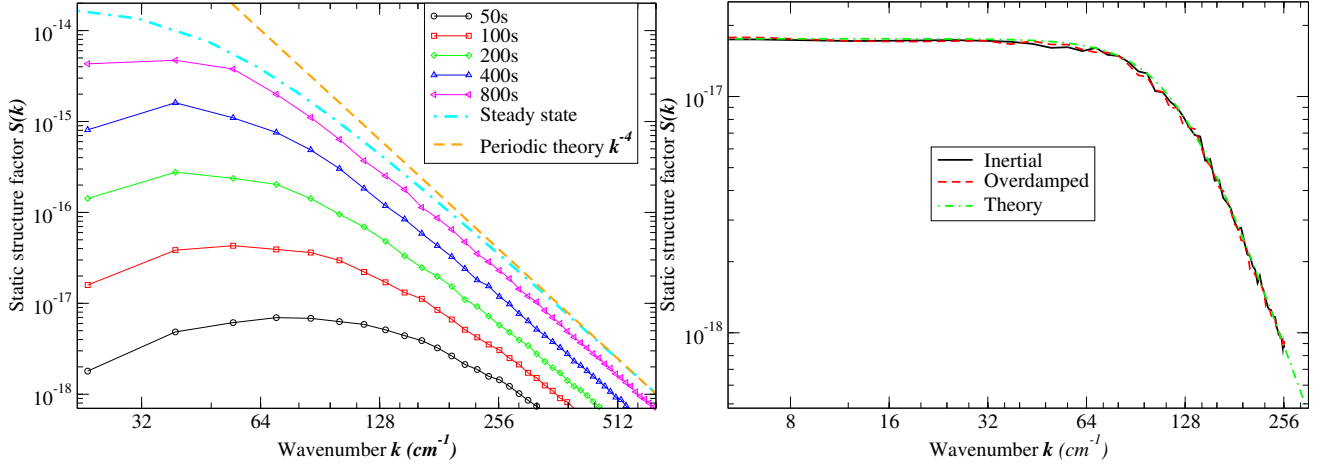 10^-14
10^-15
10^-16
10^-17
10^-18
Static structure factor S(k)
50s
100s
200s
400s
800s
Steady state
Periodic theory k^-4
32
64
128
256
512
Wavenumber k (cm^-1)
10^-17
10^-18
Static structure factor S(k)
Inertial
Overdamped
Theory
8
16
32
64
128
256
Wavenumber k (cm^-1)